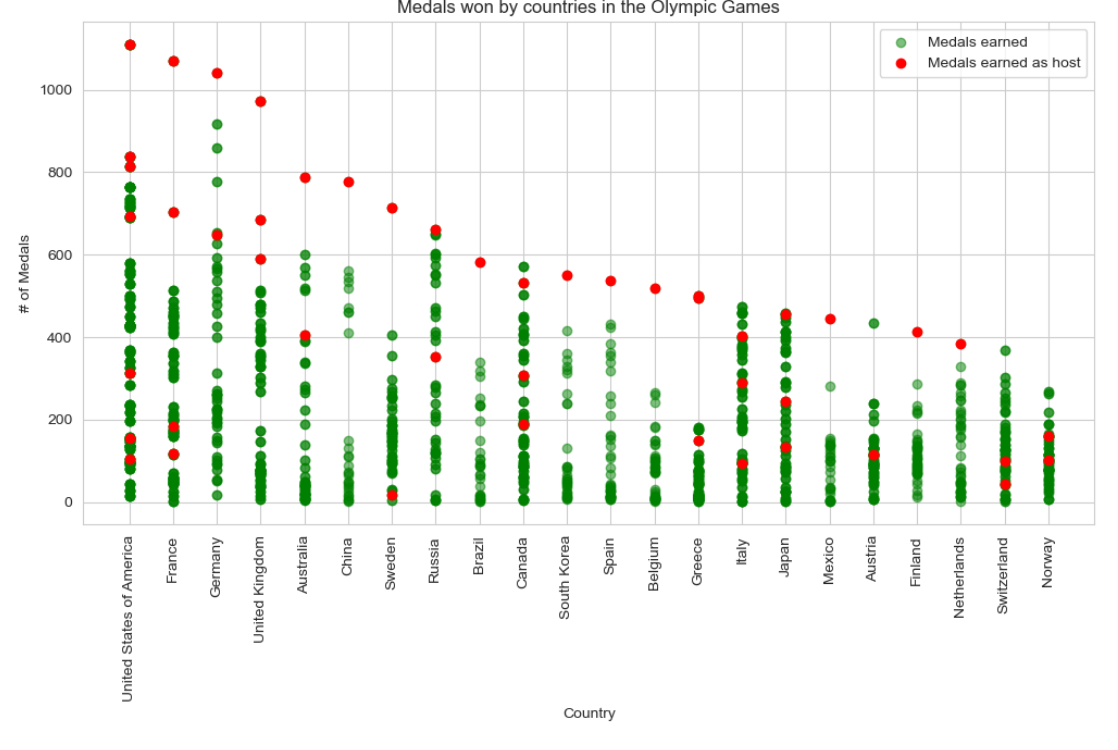 Medals won by countries in the Olympic Games
Medals earned
Medals earned as host
# of Medals
1000
800
600
400
200
0
United States of America
France
Germany
United Kingdom
Australia
China
Sweden
Russia
Brazil
Canada
South Korea
Spain
Belgium
Greece
Italy
Japan
Mexico
Austria
Finland
Netherlands
Switzerland
Norway
Country